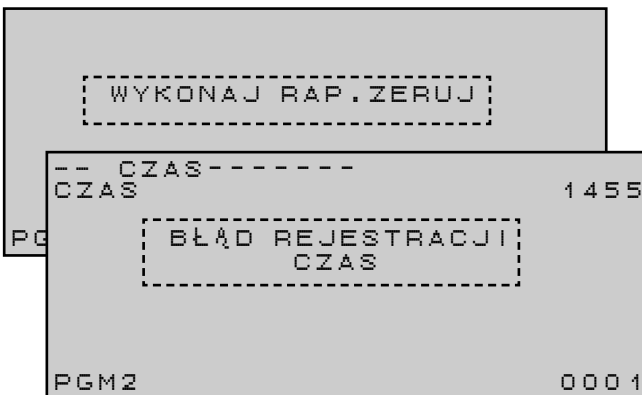 WYKONAJ RAP.ZERUJ
PG
-- CZAS-------
CZAS 1455
BŁĄD REJESTRACJI
CZAS
PGM2 0001